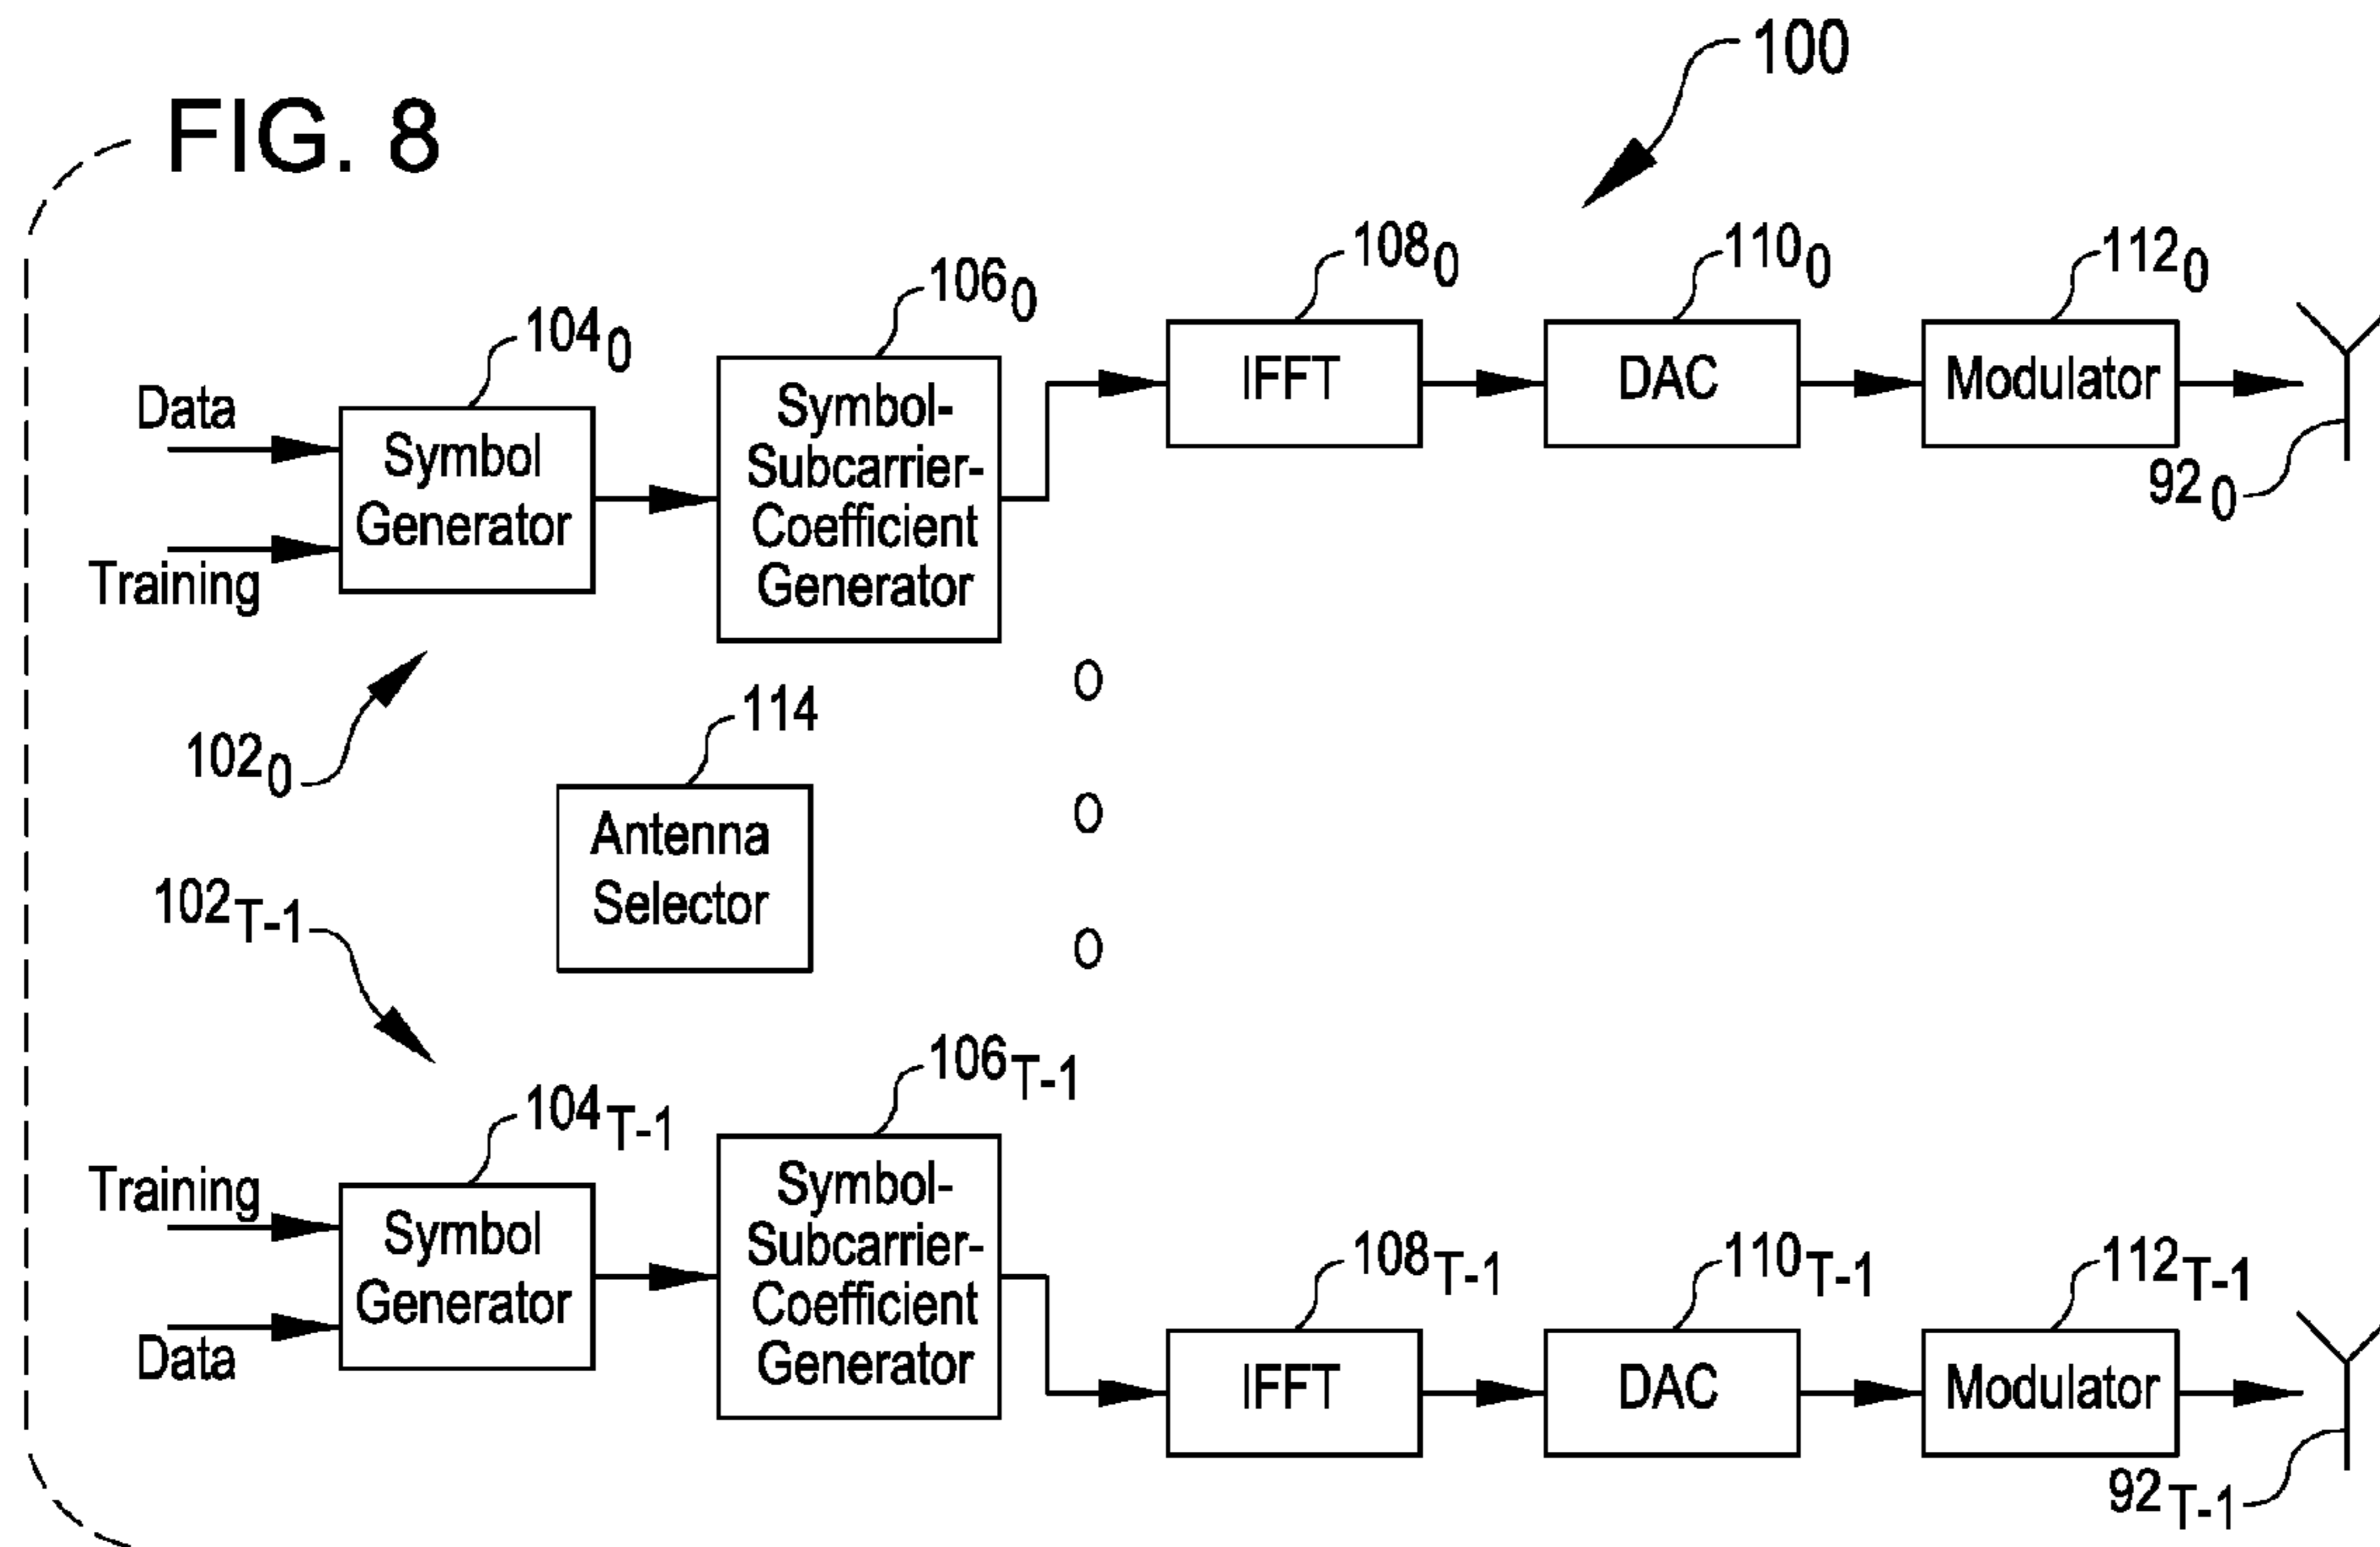 FIG. 8
100
108₀
110₀
112₀
106₀
104₀
Data
Training
Symbol
Generator
Symbol-
Subcarrier-
Coefficient
Generator
IFFT
DAC
Modulator
92₀
102₀
114
Antenna
Selector
O
O
O
102T-1
106T-1
104T-1
Training
Data
Symbol
Generator
Symbol-
Subcarrier-
Coefficient
Generator
108T-1
110T-1
112T-1
IFFT
DAC
Modulator
92T-1